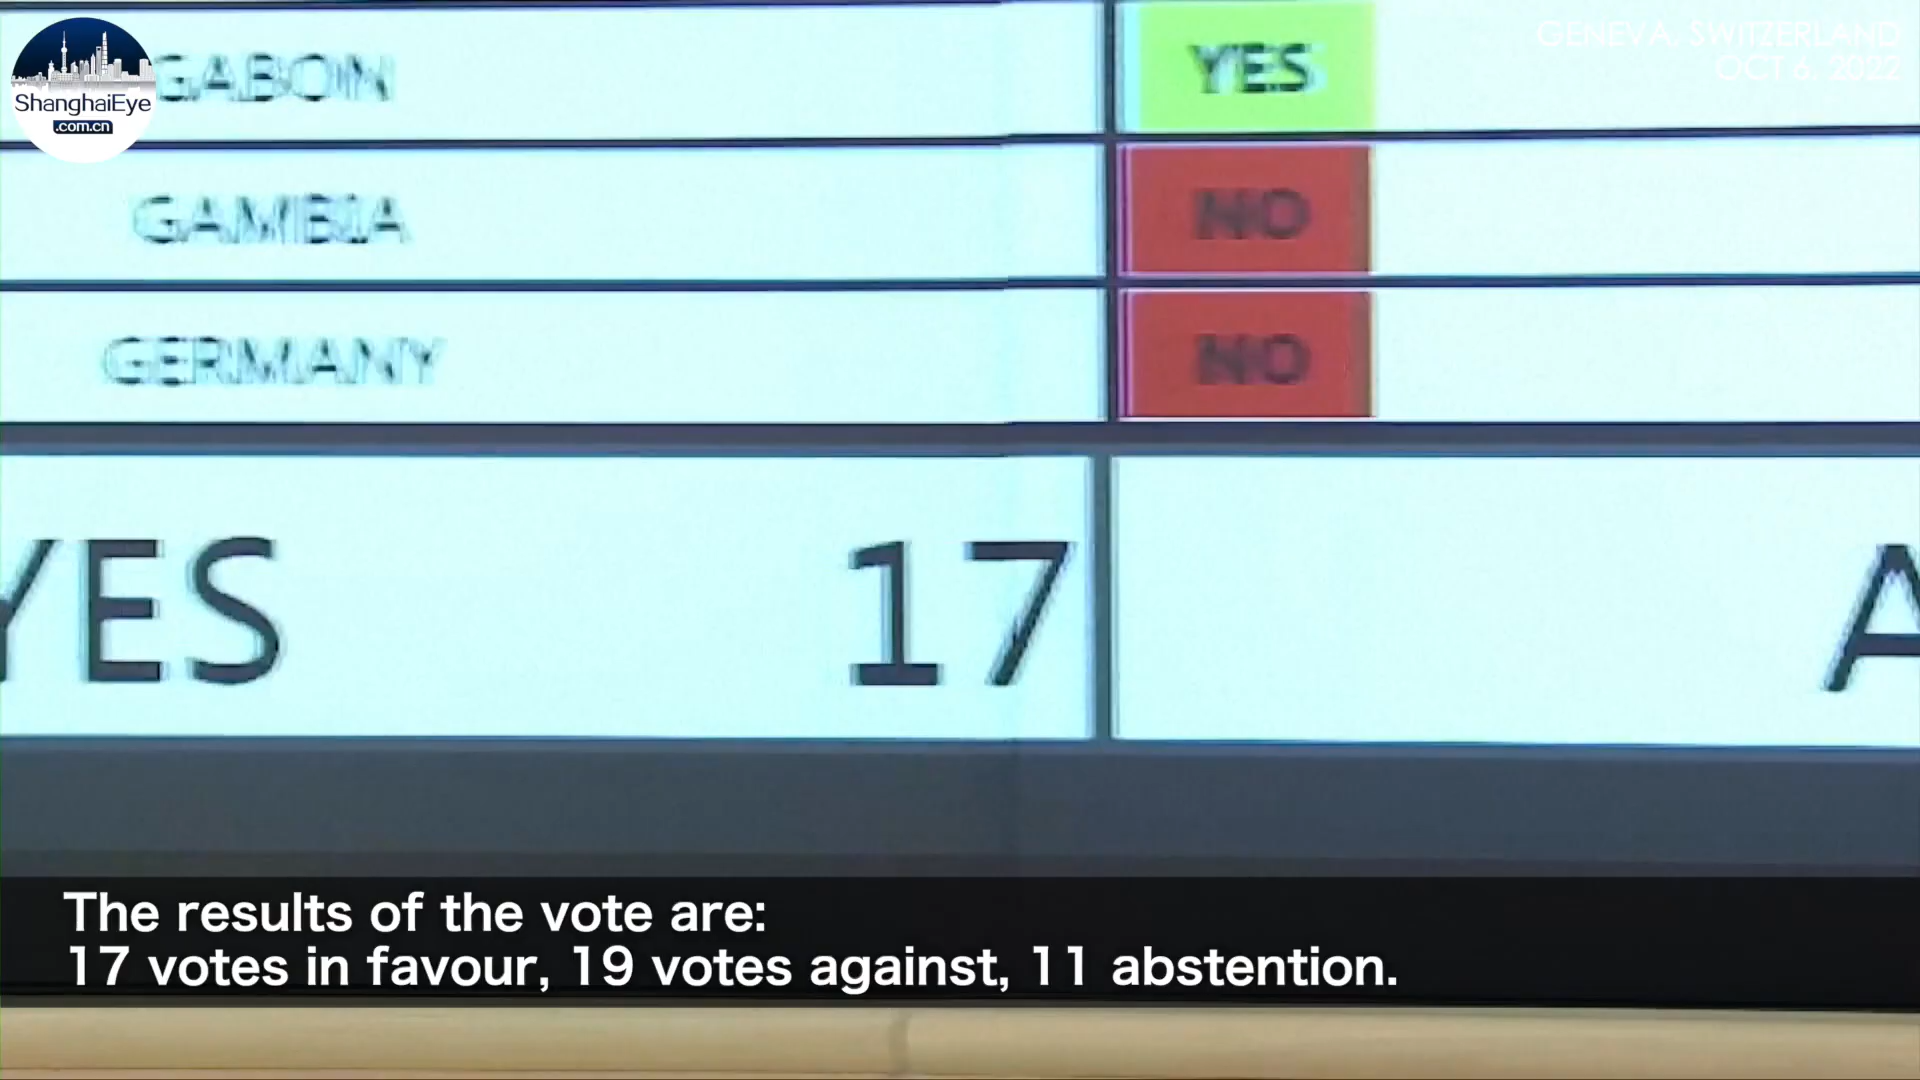 ShanghaiEye
.com.cn
GENEVA, SWITZERLAND
OCT 6, 2022
GABON YES
GAMBIA NO
GERMANY NO
YES 17 A
The results of the vote are:
17 votes in favour, 19 votes against, 11 abstention.